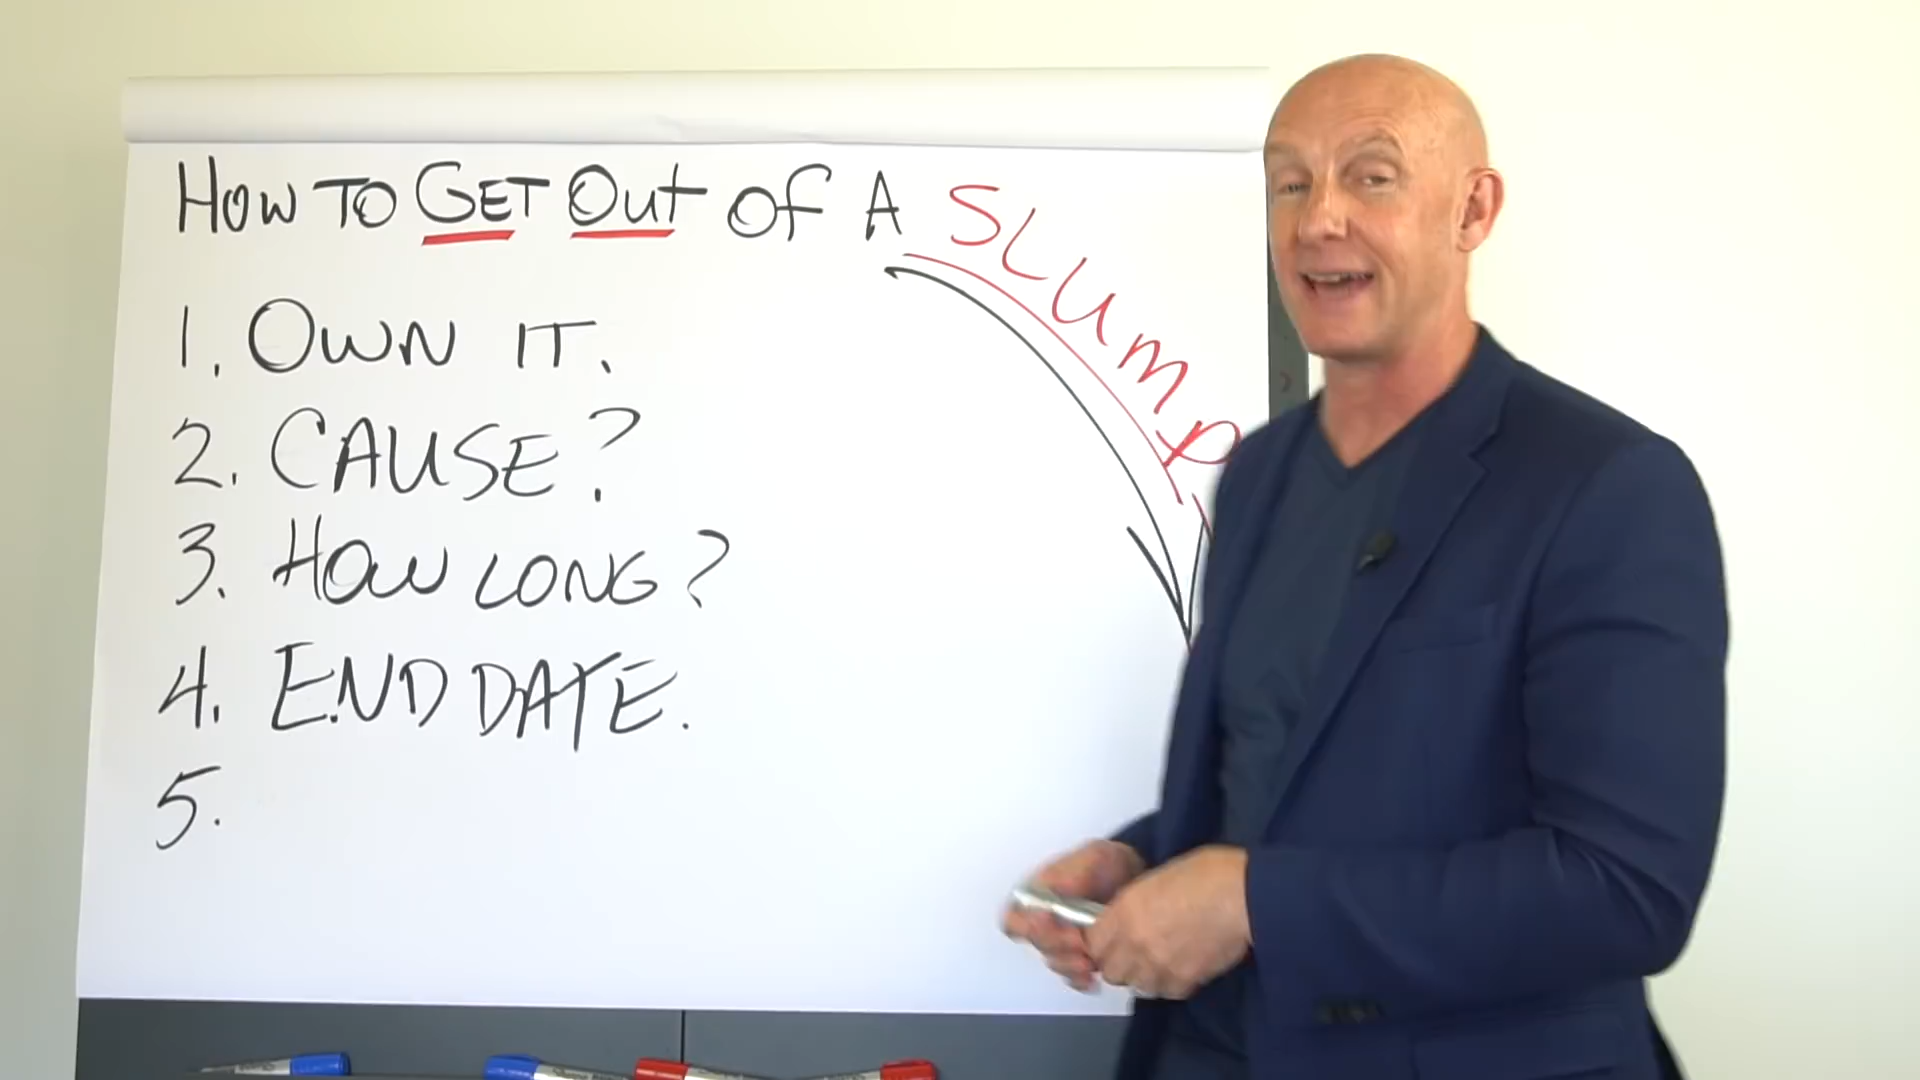 How To GET Out of A SLUMP
1. OWN IT.
2. CAUSE?
3. How LONG?
4. END DATE.
5.